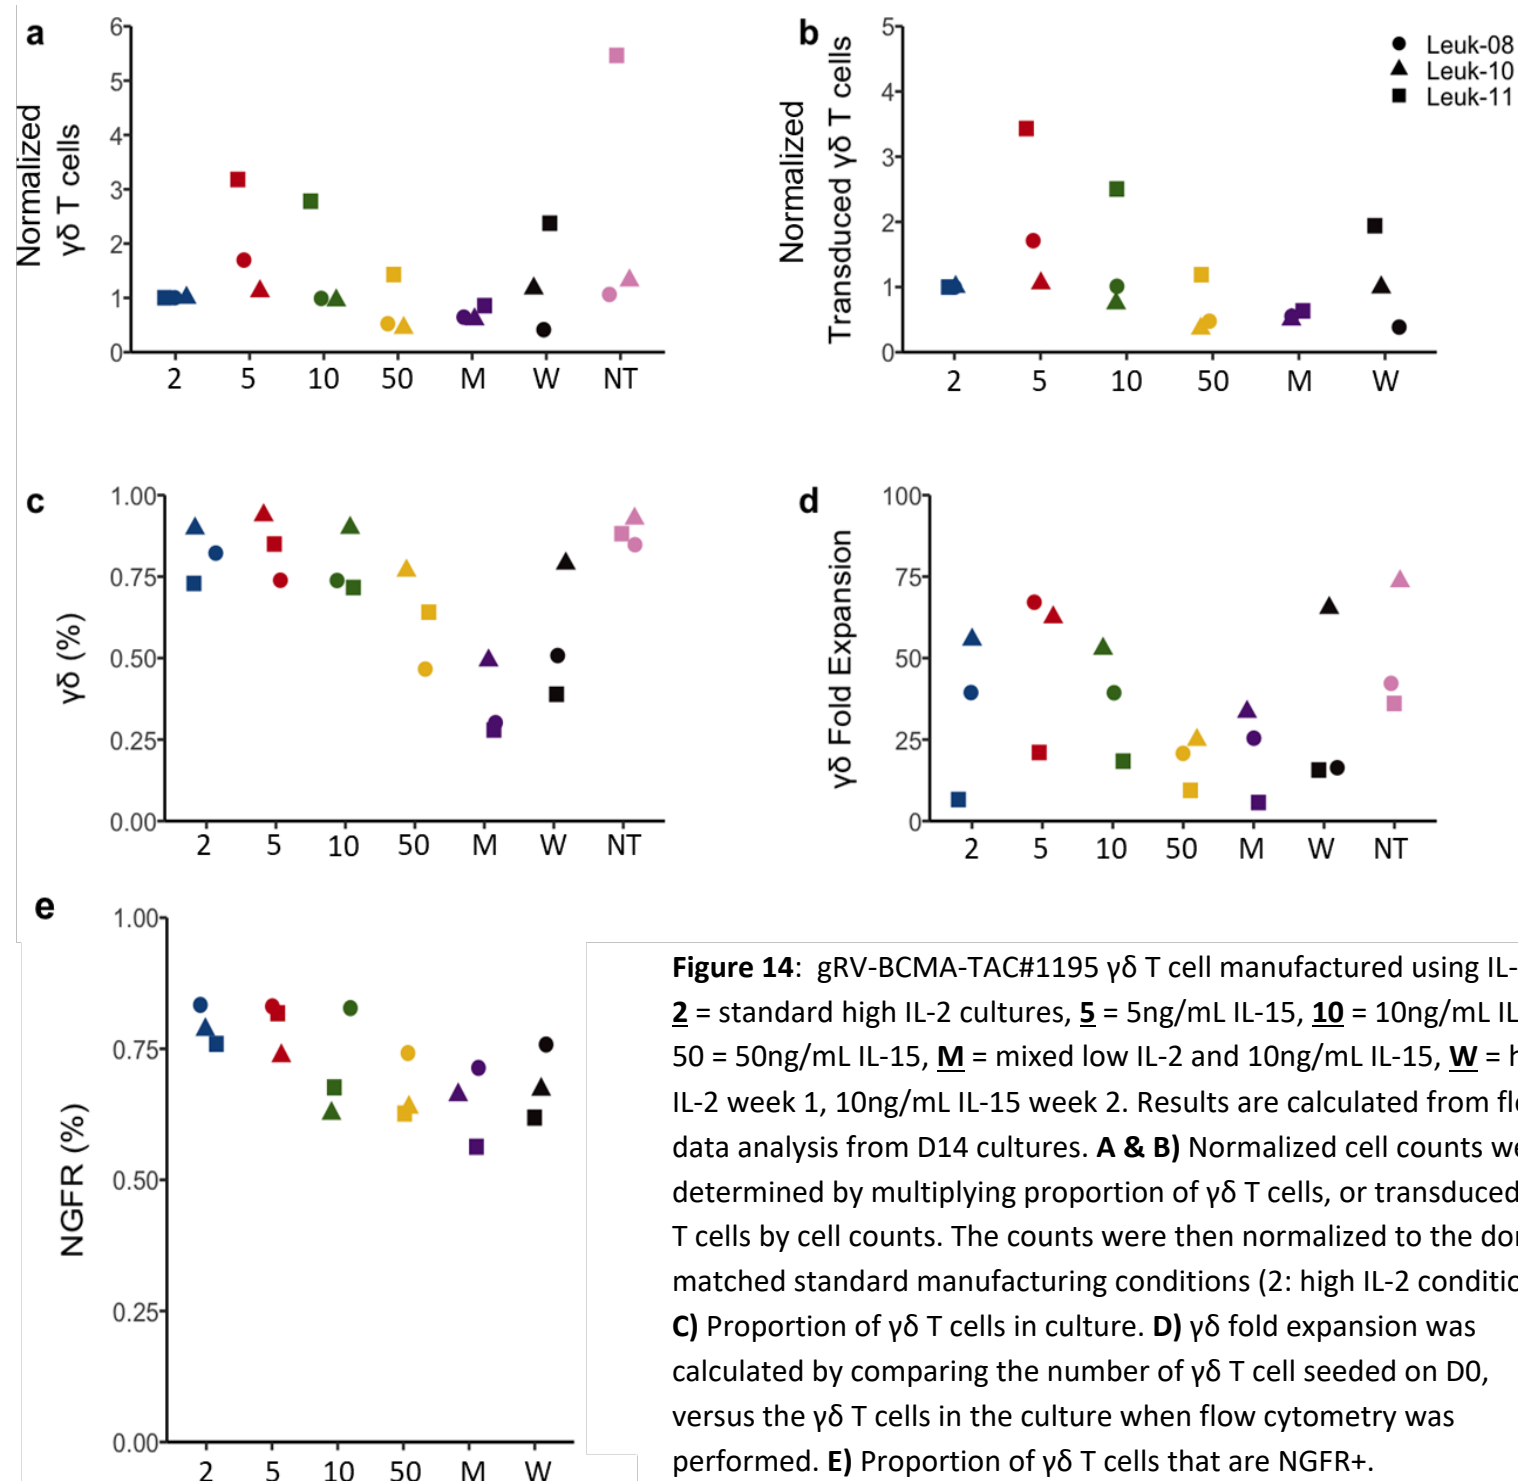 a
6
5
4
3
2
1
0
Normalized
γδ T cells
2 5 10 50 M W NT
b
5
4
3
2
1
0
Normalized
Transduced γδ T cells
2 5 10 50 M W
Leuk-08
Leuk-10
Leuk-11
c
1.00
0.75
0.50
0.25
0.00
γδ (%)
2 5 10 50 M W NT
d
100
75
50
25
0
γδ Fold Expansion
2 5 10 50 M W NT
e
1.00
0.75
0.50
0.25
0.00
NGFR (%)
2 5 10 50 M W
Figure 14: gRV-BCMA-TAC#1195 γδ T cell manufactured using IL-
2 = standard high IL-2 cultures, 5 = 5ng/mL IL-15, 10 = 10ng/mL IL
50 = 50ng/mL IL-15, M = mixed low IL-2 and 10ng/mL IL-15, W = h
IL-2 week 1, 10ng/mL IL-15 week 2. Results are calculated from flo
data analysis from D14 cultures. A & B) Normalized cell counts we
determined by multiplying proportion of γδ T cells, or transduced
T cells by cell counts. The counts were then normalized to the don
matched standard manufacturing conditions (2: high IL-2 conditio
C) Proportion of γδ T cells in culture. D) γδ fold expansion was
calculated by comparing the number of γδ T cell seeded on D0,
versus the γδ T cells in the culture when flow cytometry was
performed. E) Proportion of γδ T cells that are NGFR+.